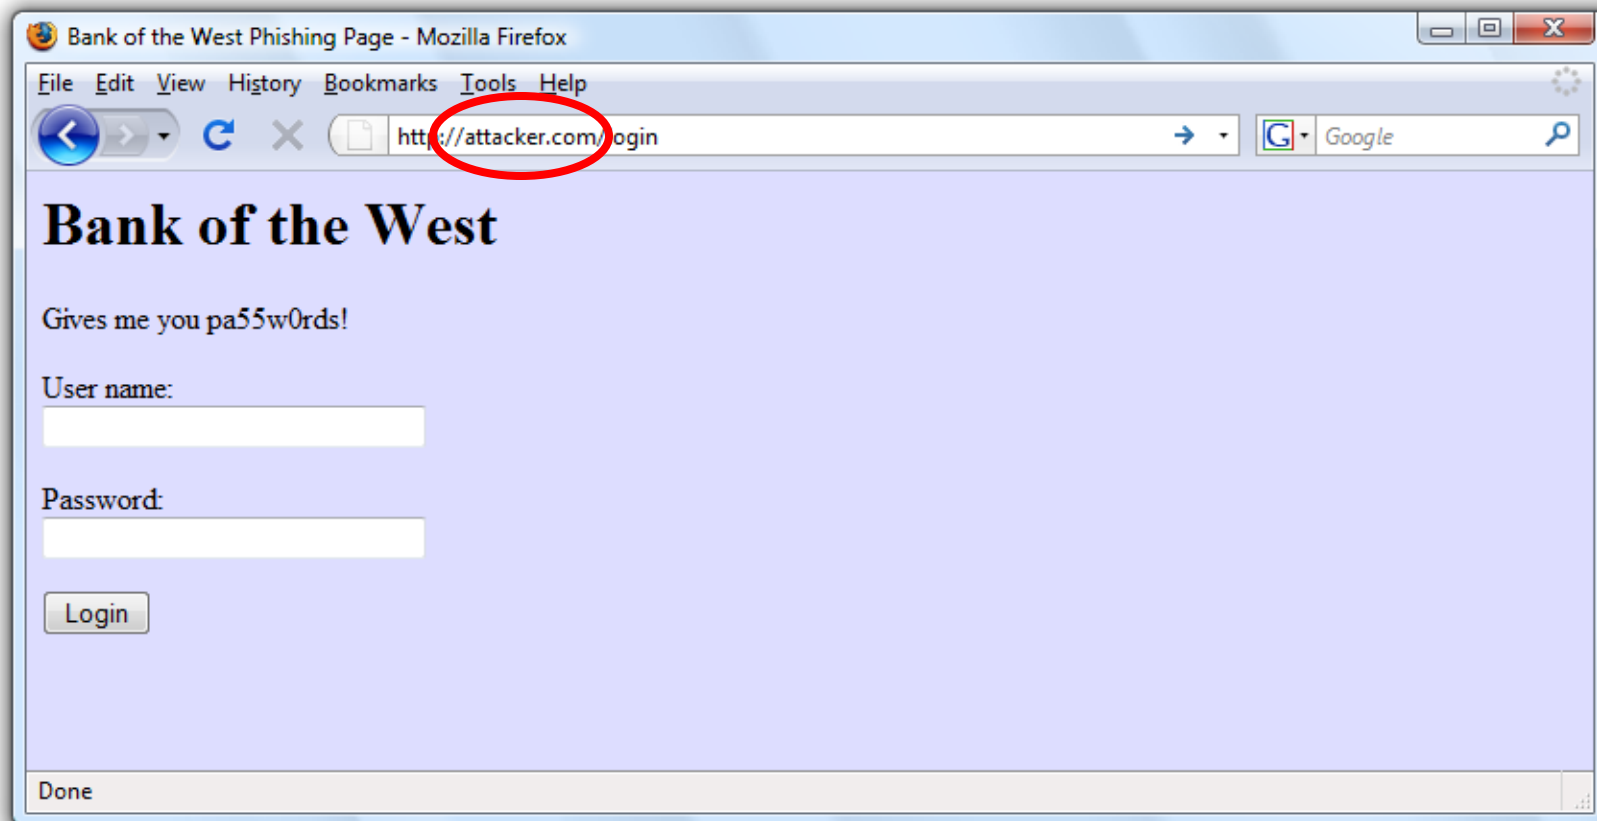 Bank of the West Phishing Page - Mozilla Firefox
File Edit View History Bookmarks Tools Help
http://attacker.com/login G Google
Bank of the West
Gives me you pa55w0rds!
User name:
Password:
Login
Done